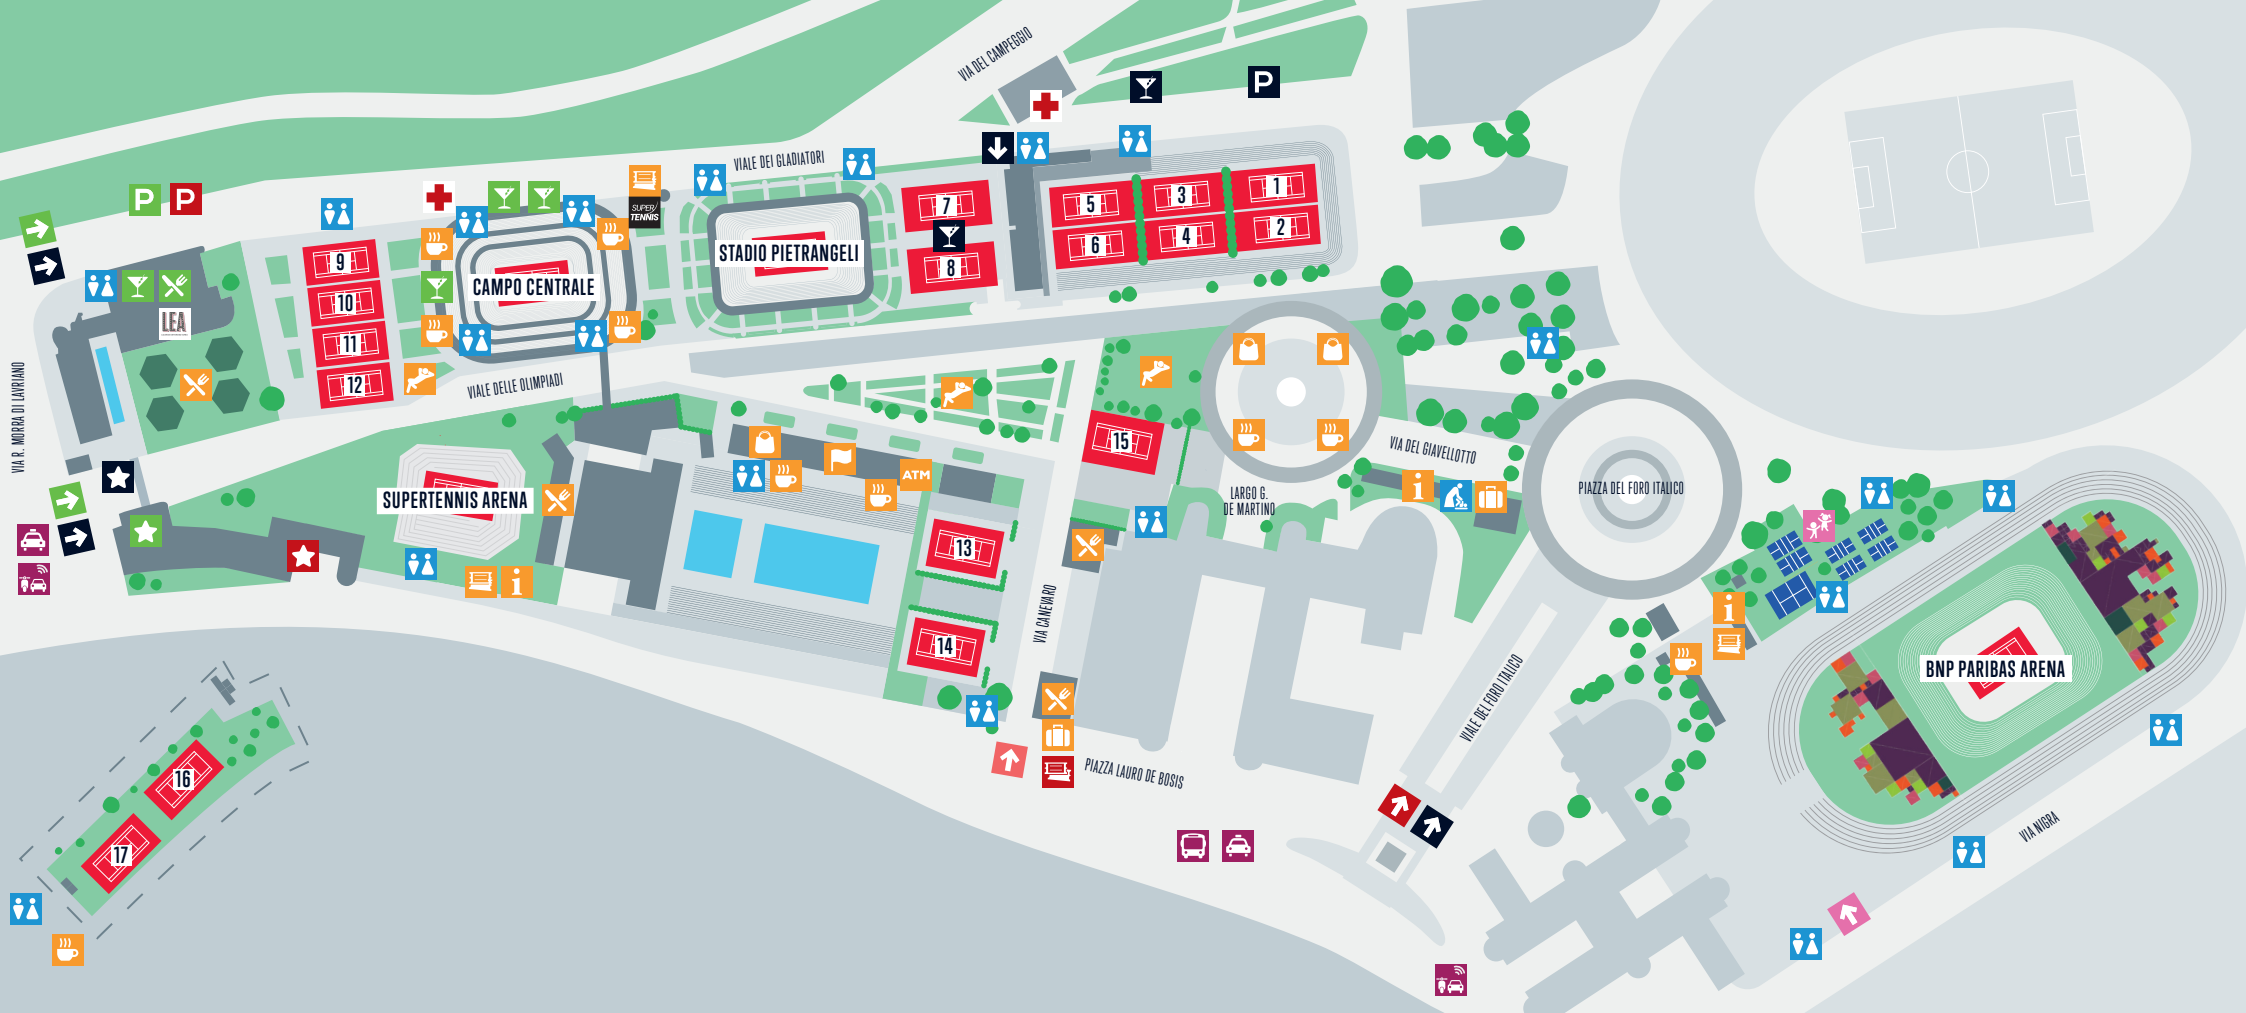 VIA DEL CAMPEGGIO
P
VIALE DEI GLADIATORI
P
P
SUPER
TENNIS
7
5
3
1
6
4
2
8
STADIO PIETRANGELI
9
10
11
12
CAMPO CENTRALE
LEA
VIA R. MORRA DI LAVRIANO
VIALE DELLE OLIMPIADI
15
VIA DEL GIAVELLOTTO
ATM
SUPERTENNIS ARENA
i
LARGO G.
DE MARTINO
PIAZZA DEL FORO ITALICO
13
i
VIA CANEVARO
14
i
VIALE DEL FORO ITALICO
BNP PARIBAS ARENA
16
17
PIAZZA LAURO DE BOSIS
VIA NIGRA